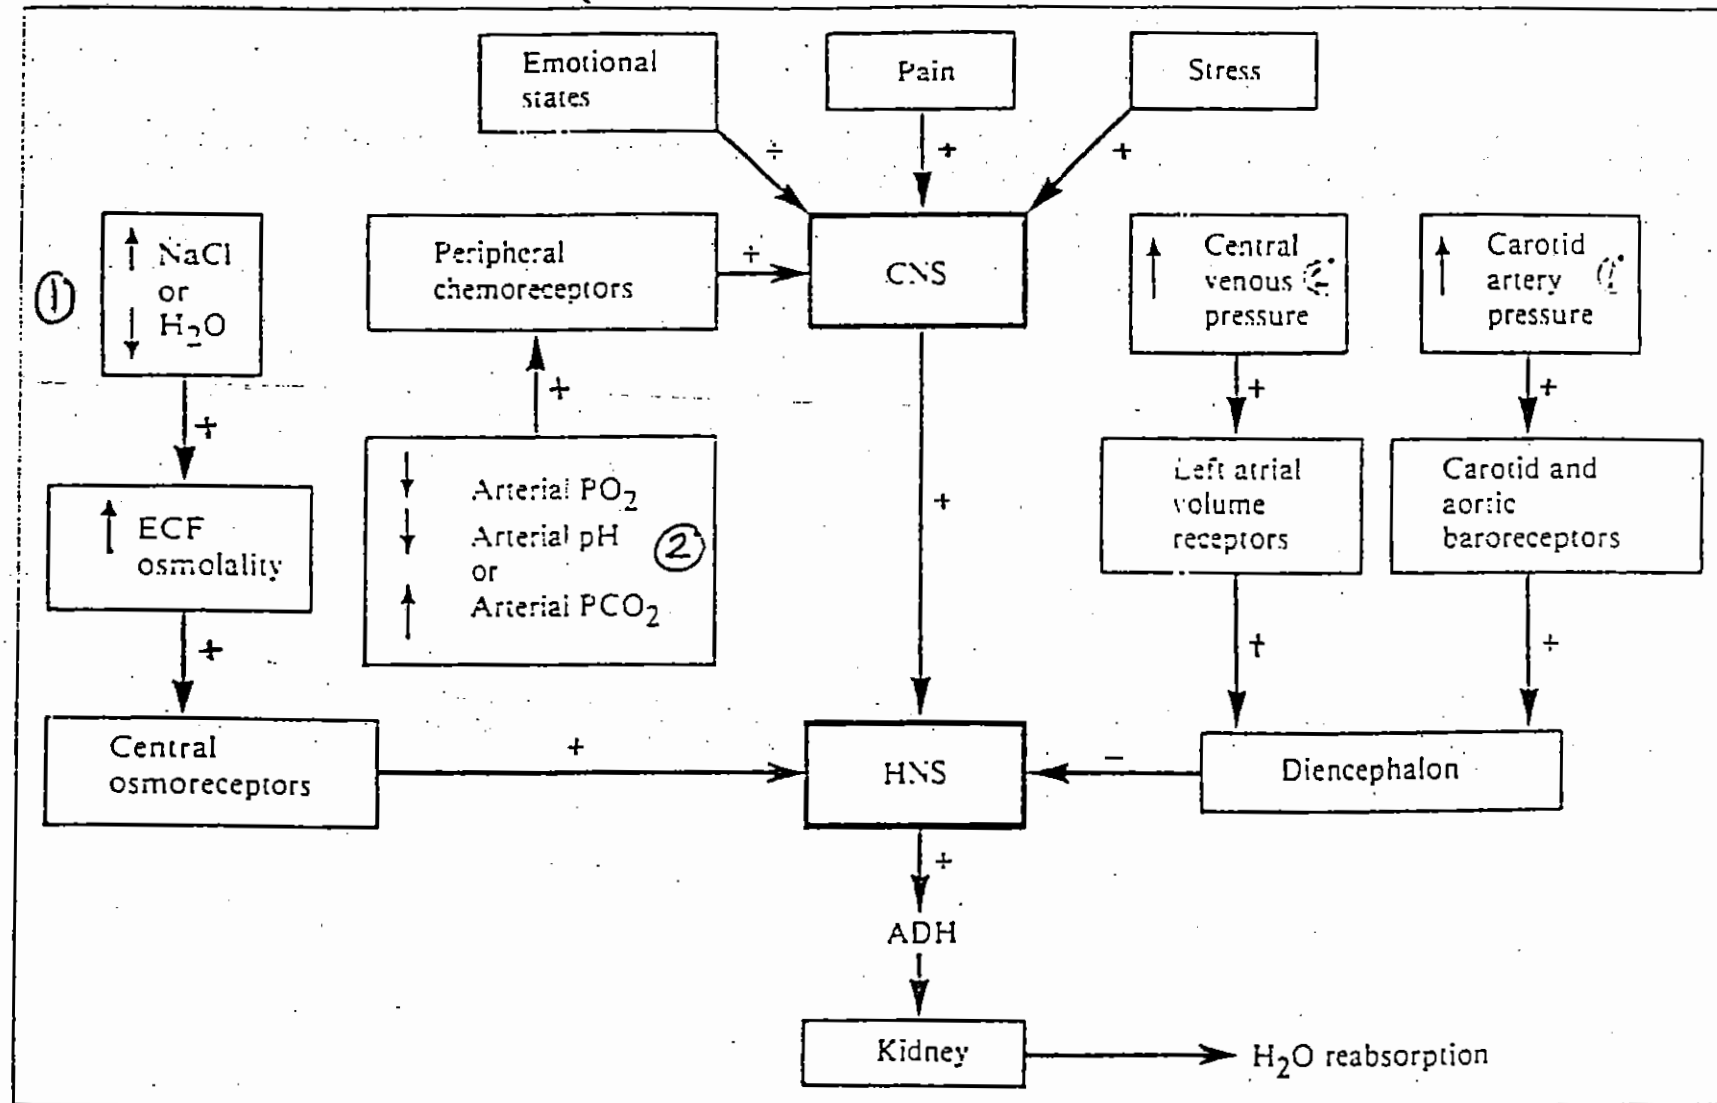 Emotional
states
Pain
Stress
÷
+
+
①
↑ NaCl
or
↓ H₂O
Peripheral
chemoreceptors
+
CNS
↑ Central
venous
pressure
↑ Carotid
artery
pressure
+
+
+
+
↑ ECF
osmolality
↓ Arterial PO₂
↓ Arterial pH
or
↑ Arterial PCO₂
②
+
Left atrial
volume
receptors
Carotid and
aortic
baroreceptors
+
+
÷
Central
osmoreceptors
+
HNS
−
Diencephalon
÷
ADH
Kidney
H₂O reabsorption